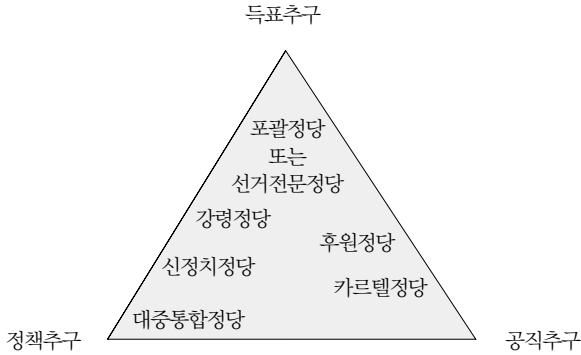 득표추구
포괄정당
또는
선거전문정당
강령정당
후원정당
신정치정당
카르텔정당
대중통합정당
정책추구
공직추구